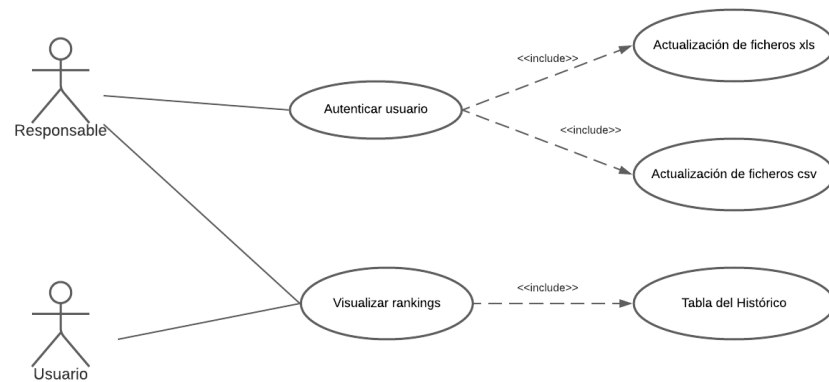 Actualización de ficheros xls
<<include>>
Autenticar usuario
Responsable
<<include>>
Actualización de ficheros csv
<<include>>
Visualizar rankings
Tabla del Histórico
Usuario